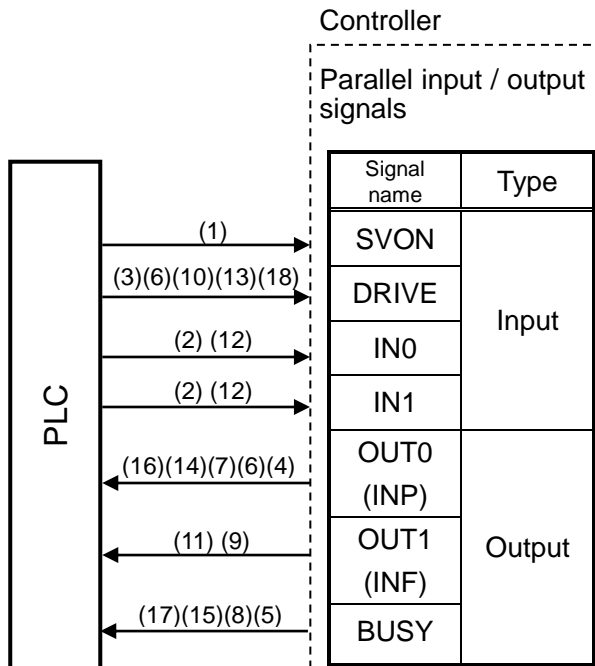 Controller
Parallel input / output
signals
Signal
name
Type
(1)
SVON
(3)(6)(10)(13)(18)
DRIVE
Input
(2) (12)
IN0
(2) (12)
IN1
PLC
(16)(14)(7)(6)(4)
OUT0
(INP)
(11) (9)
OUT1
(INF)
Output
(17)(15)(8)(5)
BUSY